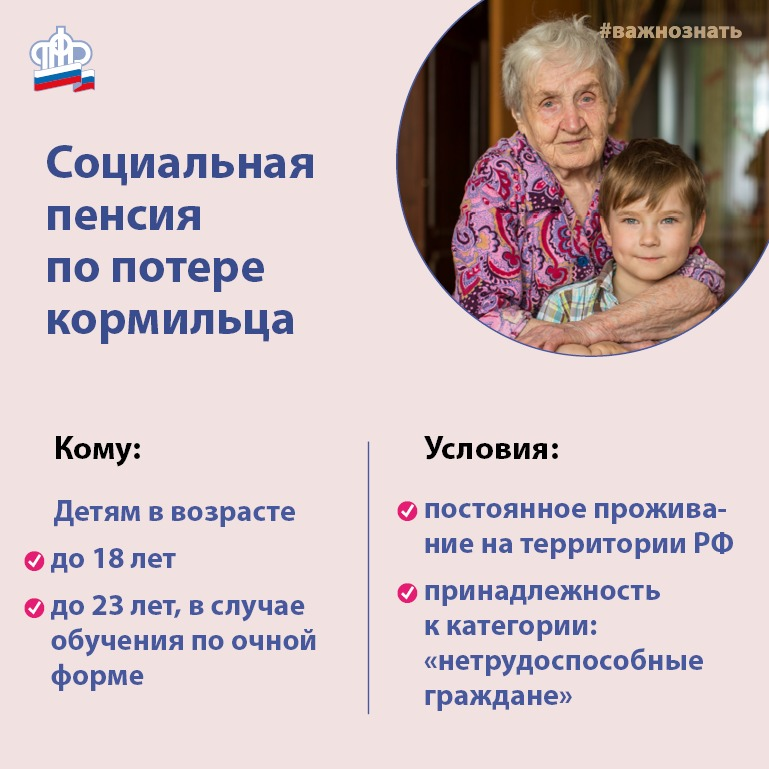 #важнознать
Социальная
пенсия
по потере
кормильца
Кому:
Детям в возрасте
до 18 лет
до 23 лет, в случае
обучения по очной
форме
Условия:
постоянное прожива-
ние на территории РФ
принадлежность
к категории:
«нетрудоспособные
граждане»